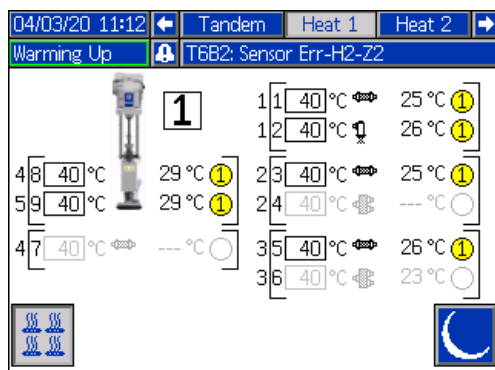 04/03/20 11:12 Tandem Heat 1 Heat 2
Warming Up T6B2: Sensor Err-H2-Z2
1
1 1 40 °C 25 °C 1
1 2 40 °C 26 °C 1
4 8 40 °C 29 °C 1
5 9 40 °C 29 °C 1
2 3 40 °C 25 °C 1
2 4 40 °C --- °C
4 7 40 °C --- °C
3 5 40 °C 26 °C 1
3 6 40 °C 23 °C